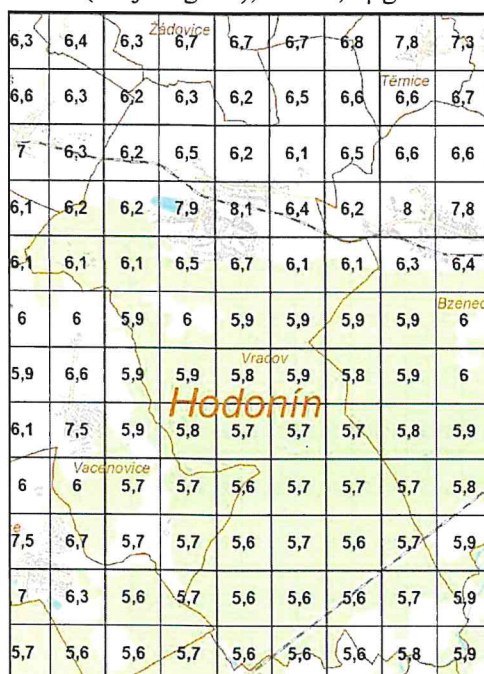 6,3 6,4 6,3 6,7 6,7 6,7 6,8 7,8 7,3
Žádovice
Těmice
6,6 6,3 6,2 6,3 6,2 6,5 6,6 6,6 6,7
7 6,3 6,2 6,5 6,2 6,1 6,5 6,6 6,6
6,1 6,2 6,2 7,9 8,1 6,4 6,2 8 7,8
6,1 6,1 6,1 6,5 6,7 6,1 6,1 6,3 6,4
Bzenec
6 6 5,9 6 5,9 5,9 5,9 5,9 6
Vracov
5,9 6,6 5,9 5,9 5,8 5,9 5,8 5,9 6
Hodonín
6,1 7,5 5,9 5,8 5,7 5,7 5,7 5,8 5,9
Vacenovice
6 6 5,7 5,7 5,6 5,7 5,7 5,7 5,8
7,5 6,7 5,7 5,7 5,6 5,7 5,6 5,7 5,9
7 6,3 5,6 5,7 5,6 5,6 5,6 5,7 5,9
5,7 5,6 5,6 5,7 5,6 5,6 5,6 5,8 5,9